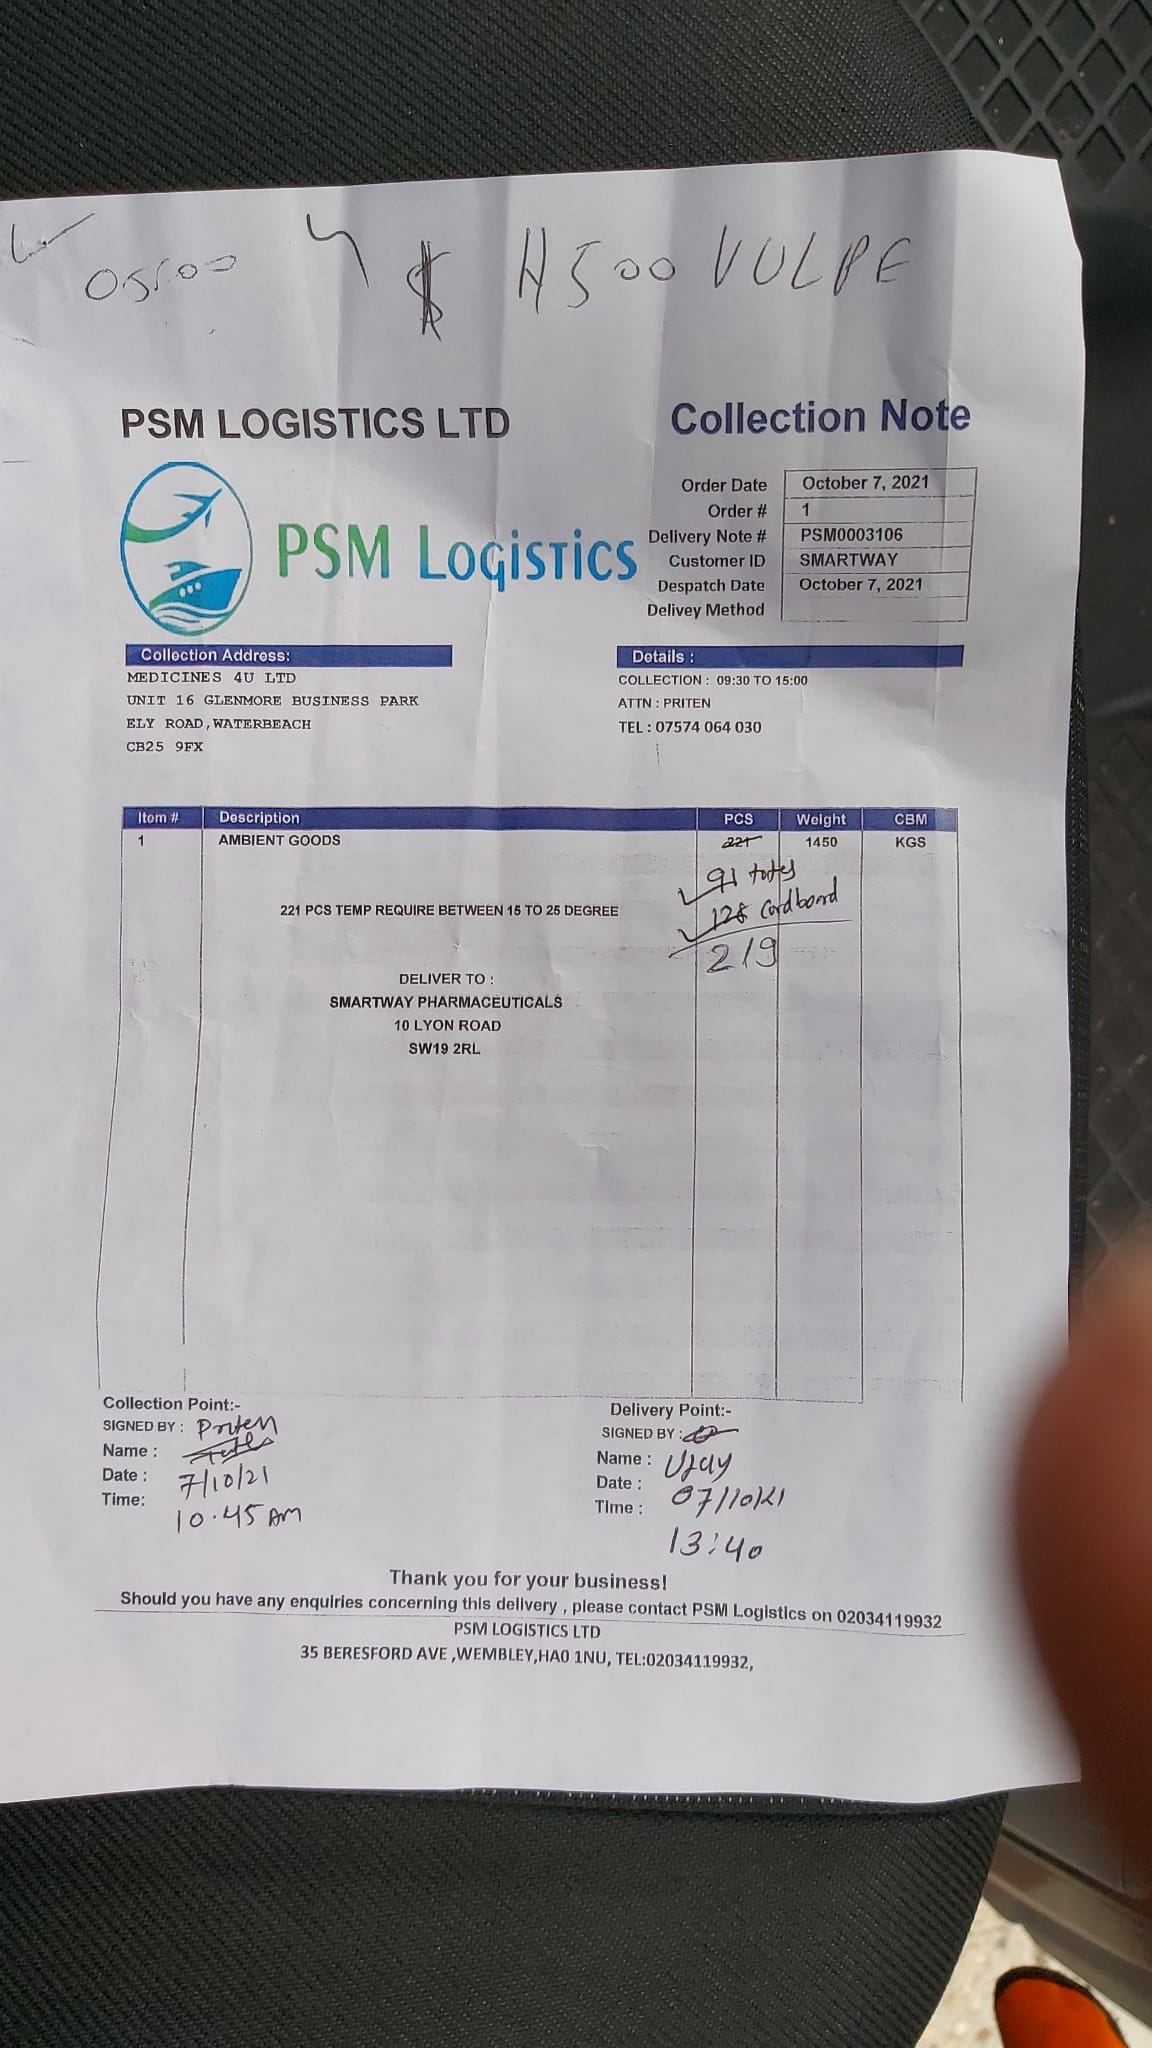 05:00 $ H500 VULPE
PSM LOGISTICS LTD
Collection Note
PSM Logistics
Order Date October 7, 2021
Order # 1
Delivery Note # PSM0003106
Customer ID SMARTWAY
Despatch Date October 7, 2021
Delivey Method
Collection Address:
MEDICINES 4U LTD
UNIT 16 GLENMORE BUSINESS PARK
ELY ROAD,WATERBEACH
CB25 9FX
Details :
COLLECTION : 09:30 TO 15:00
ATTN : PRITEN
TEL : 07574 064 030
Item # Description PCS Weight CBM
1 AMBIENT GOODS 221 1450 KGS
91 totes
128 Cardboard
219
221 PCS TEMP REQUIRE BETWEEN 15 TO 25 DEGREE
DELIVER TO :
SMARTWAY PHARMACEUTICALS
10 LYON ROAD
SW19 2RL
Collection Point:-
SIGNED BY : Priten
Name :
Date : 7/10/21
Time: 10.45 AM
Delivery Point:-
SIGNED BY :
Name :
Date : 07/10/21
Time : 13:40
Thank you for your business!
Should you have any enquiries concerning this delivery , please contact PSM Logistics on 02034119932
PSM LOGISTICS LTD
35 BERESFORD AVE ,WEMBLEY,HA0 1NU, TEL:02034119932,